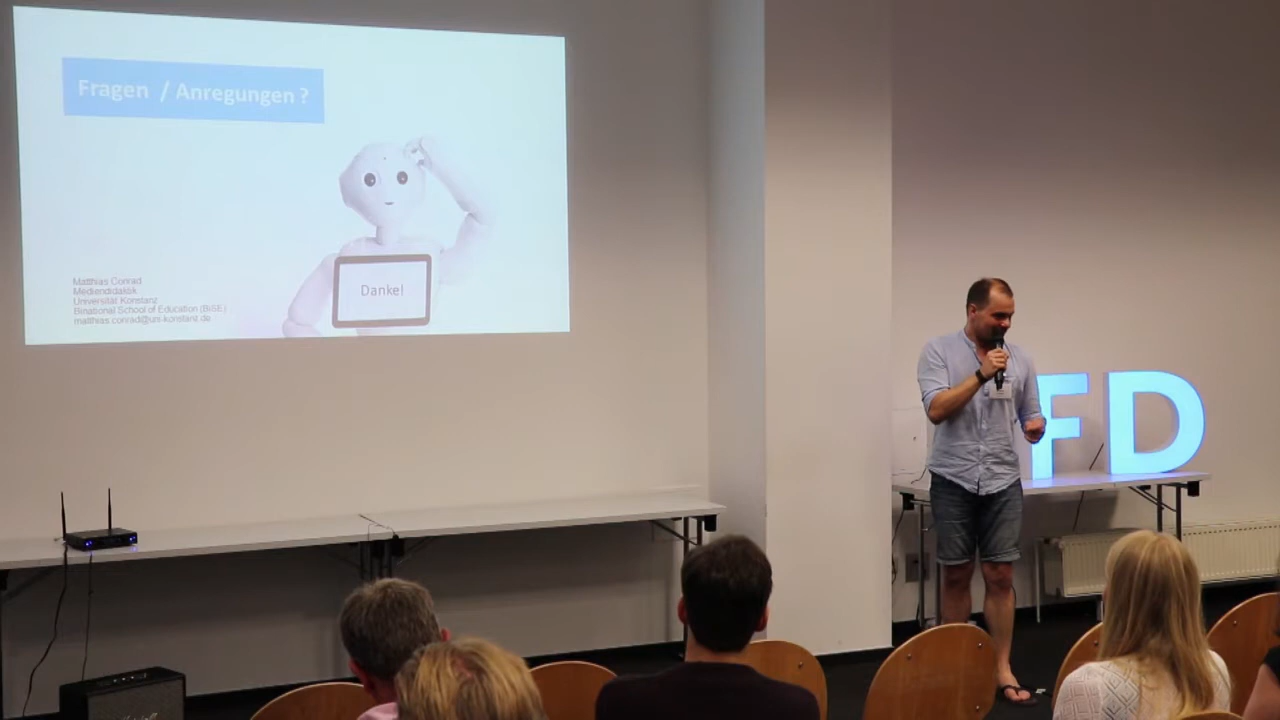 Fragen / Anregungen ?
Danke!
Matthias Conrad
Mediendidaktik
Universität Konstanz
Binational School of Education (BiSE)
matthias.conrad@uni-konstanz.de
FD